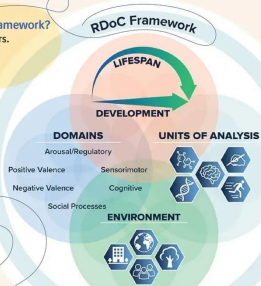 amework?
rs.
RDoC Framework
LIFESPAN
DEVELOPMENT
DOMAINS
Arousal/Regulatory
Positive Valence
Sensorimotor
Negative Valence
Cognitive
Social Processes
UNITS OF ANALYSIS
ENVIRONMENT